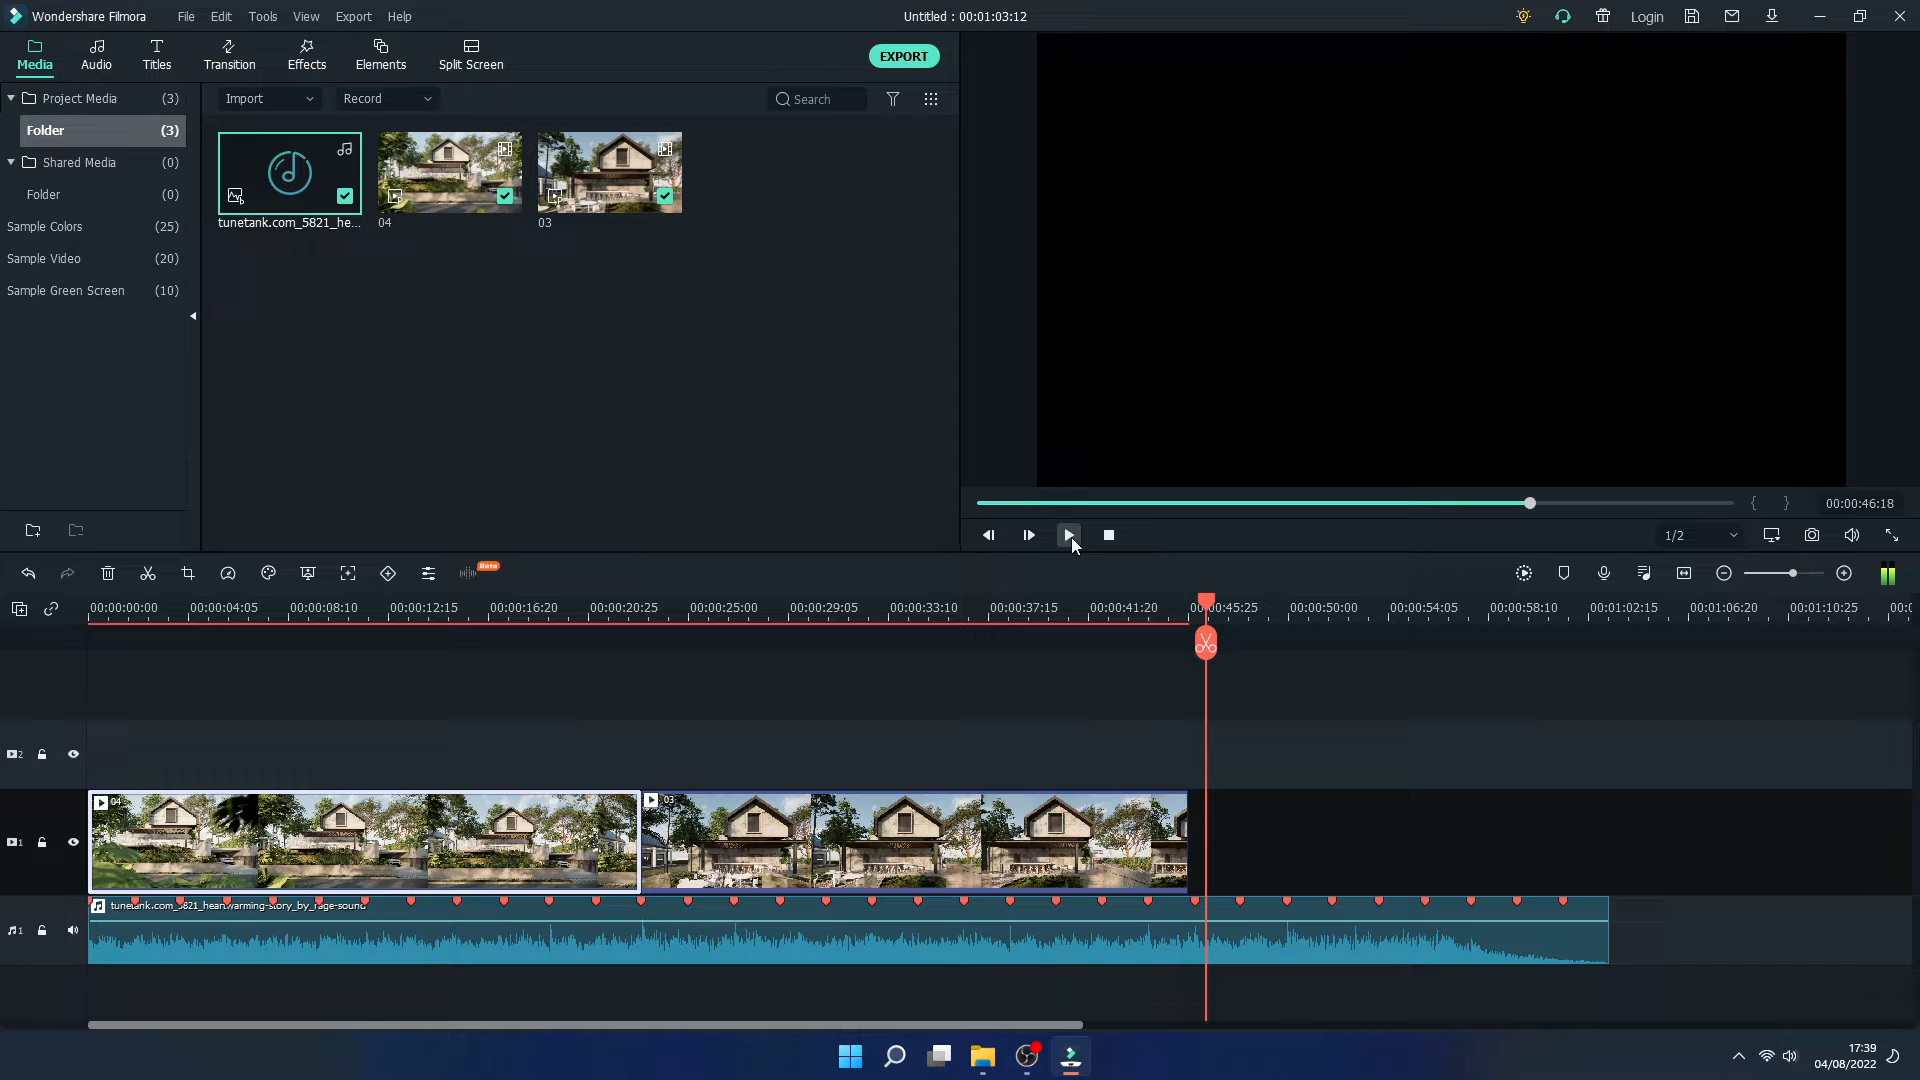 Wondershare Filmora
File
Edit
Tools
View
Export
Help
Untitled : 00:01:03:12
Login
Media
Audio
Titles
Transition
Effects
Elements
Split Screen
EXPORT
Project Media (3)
Folder (3)
Shared Media (0)
Folder (0)
Sample Colors (25)
Sample Video (20)
Sample Green Screen (10)
Import
Record
Search
tunetank.com_5821_he...
04
03
00:00:46:18
1/2
Beta
00:00:00:00
00:00:04:05
00:00:08:10
00:00:12:15
00:00:16:20
00:00:20:25
00:00:25:00
00:00:29:05
00:00:33:10
00:00:37:15
00:00:41:20
00:00:45:25
00:00:50:00
00:00:54:05
00:00:58:10
00:01:02:15
00:01:06:20
00:01:10:25
2
1
04
03
1
tunetank.com_5821_heartwarming-story_by_rage-sound
17:39
04/08/2022